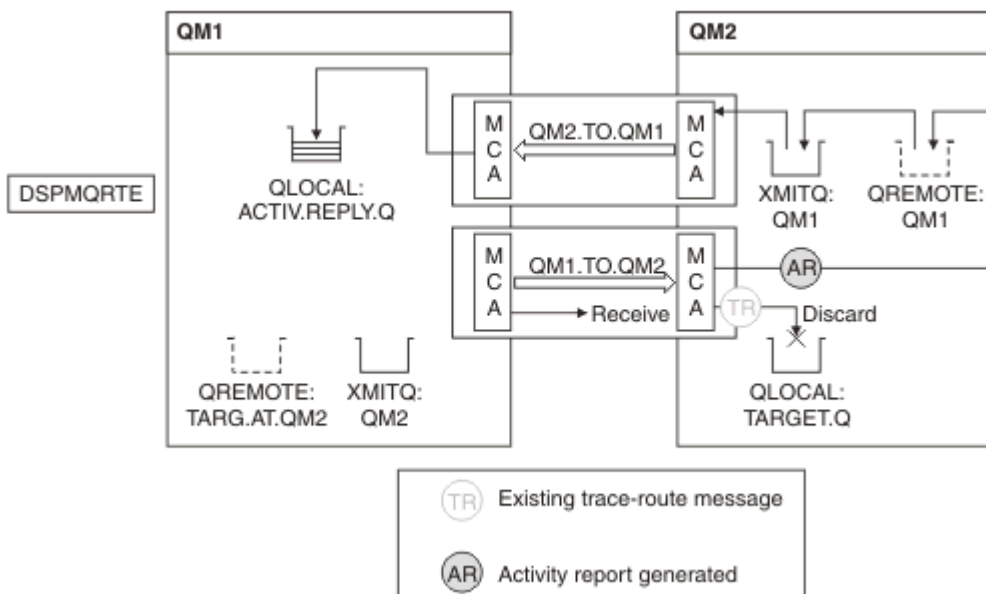 QM1
QM2
DSPMQRTE
QLOCAL:
ACTIV.REPLY.Q
M
C
A
QM2.TO.QM1
M
C
A
XMITQ:
QM1
QREMOTE:
QM1
M
C
A
QM1.TO.QM2
Receive
M
C
A
AR
TR
Discard
QREMOTE:
TARG.AT.QM2
XMITQ:
QM2
QLOCAL:
TARGET.Q
TR Existing trace-route message
AR Activity report generated